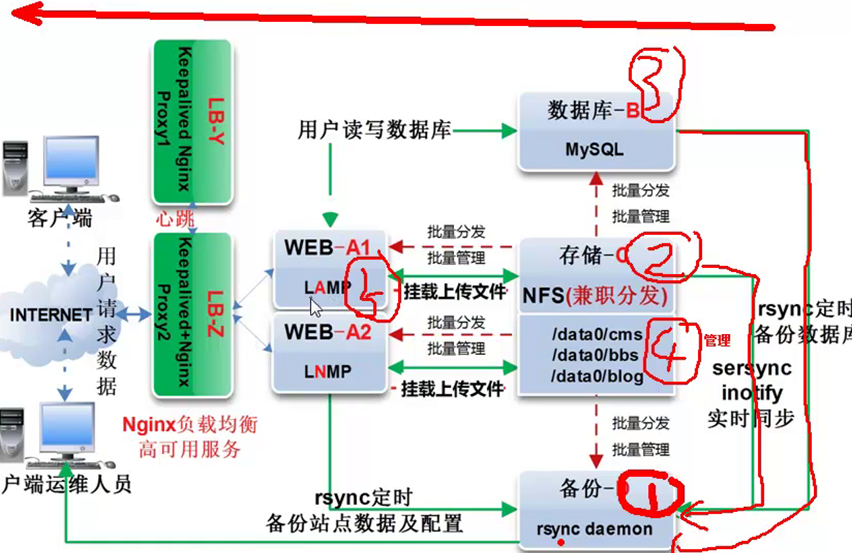 Keepalived Nginx
Proxy1
LB-Y
心跳
Keepalived+Nginx
Proxy2
LB-Z
Nginx负载均衡
高可用服务
客户端
INTERNET
用户请求数据
户端运维人员
用户读写数据库
WEB-A1
LAMP
WEB-A2
LNMP
批量分发
批量管理
挂载上传文件
批量分发
批量管理
挂载上传文件
数据库-B
3
MySQL
批量分发
批量管理
存储-
2
NFS(兼职分发)
/data0/cms
/data0/bbs
/data0/blog
4
管理
批量分发
批量管理
rsync定时
备份数据库
sersync
inotify
实时同步
备份-
1
rsync daemon
rsync定时
备份站点数据及配置